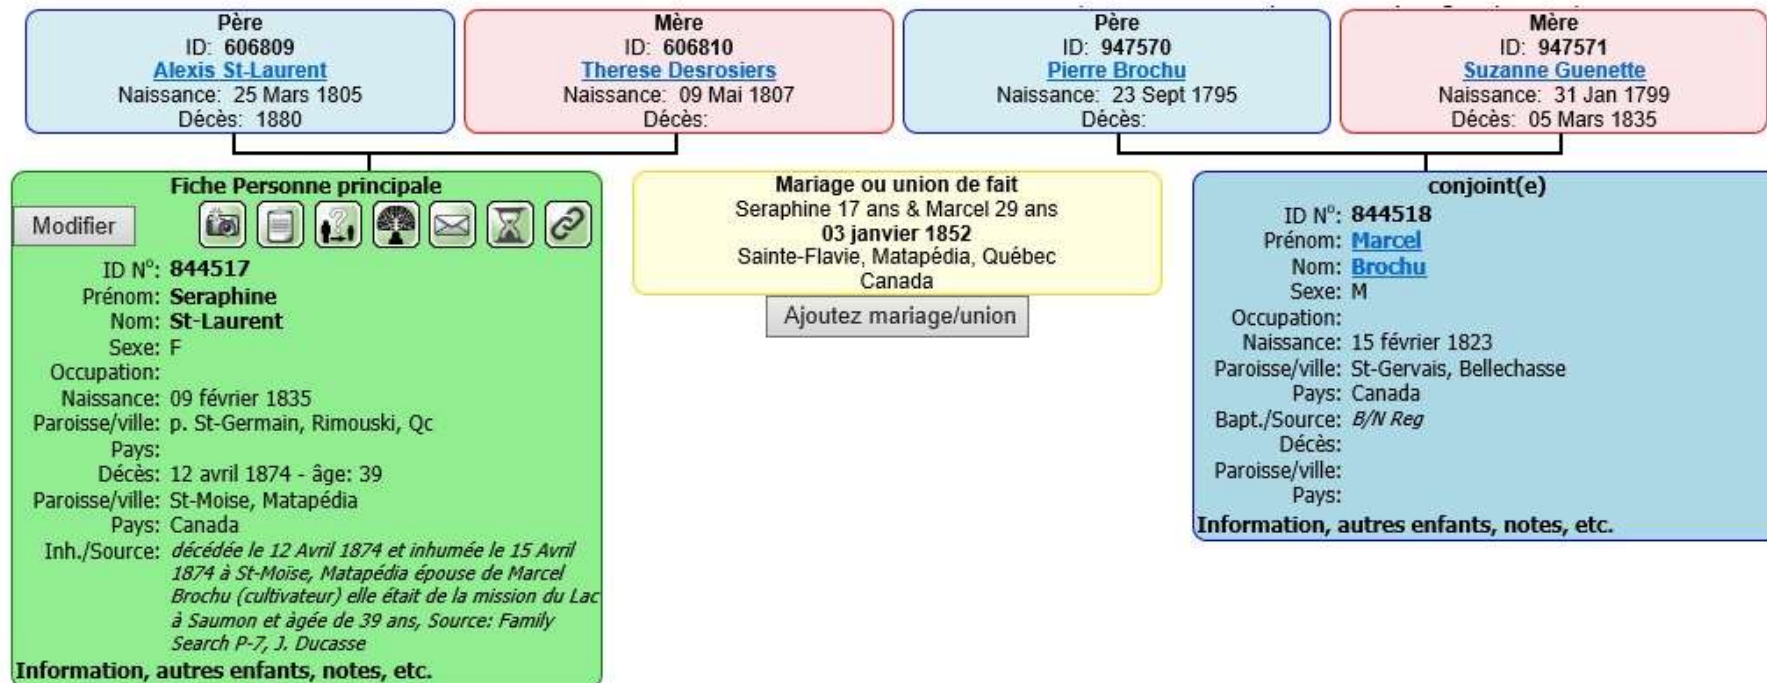 Père
ID: 606809
Alexis St-Laurent
Naissance: 25 Mars 1805
Décès: 1880
Mère
ID: 606810
Therese Desrosiers
Naissance: 09 Mai 1807
Décès:
Père
ID: 947570
Pierre Brochu
Naissance: 23 Sept 1795
Décès:
Mère
ID: 947571
Suzanne Guenette
Naissance: 31 Jan 1799
Décès: 05 Mars 1835
Fiche Personne principale
Modifier
ID N°: 844517
Prénom: Seraphine
Nom: St-Laurent
Sexe: F
Occupation:
Naissance: 09 février 1835
Paroisse/ville: p. St-Germain, Rimouski, Qc
Pays:
Décès: 12 avril 1874 - âge: 39
Paroisse/ville: St-Moise, Matapédia
Pays: Canada
Inh./Source: décédée le 12 Avril 1874 et inhumée le 15 Avril
1874 à St-Moïse, Matapédia épouse de Marcel
Brochu (cultivateur) elle était de la mission du Lac
à Saumon et àgée de 39 ans, Source: Family
Search P-7, J. Ducasse
Information, autres enfants, notes, etc.
Mariage ou union de fait
Seraphine 17 ans & Marcel 29 ans
03 janvier 1852
Sainte-Flavie, Matapédia, Québec
Canada
Ajoutez mariage/union
conjoint(e)
ID N°: 844518
Prénom: Marcel
Nom: Brochu
Sexe: M
Occupation:
Naissance: 15 février 1823
Paroisse/ville: St-Gervais, Bellechasse
Pays: Canada
Bapt./Source: B/N Reg
Décès:
Paroisse/ville:
Pays:
Information, autres enfants, notes, etc.